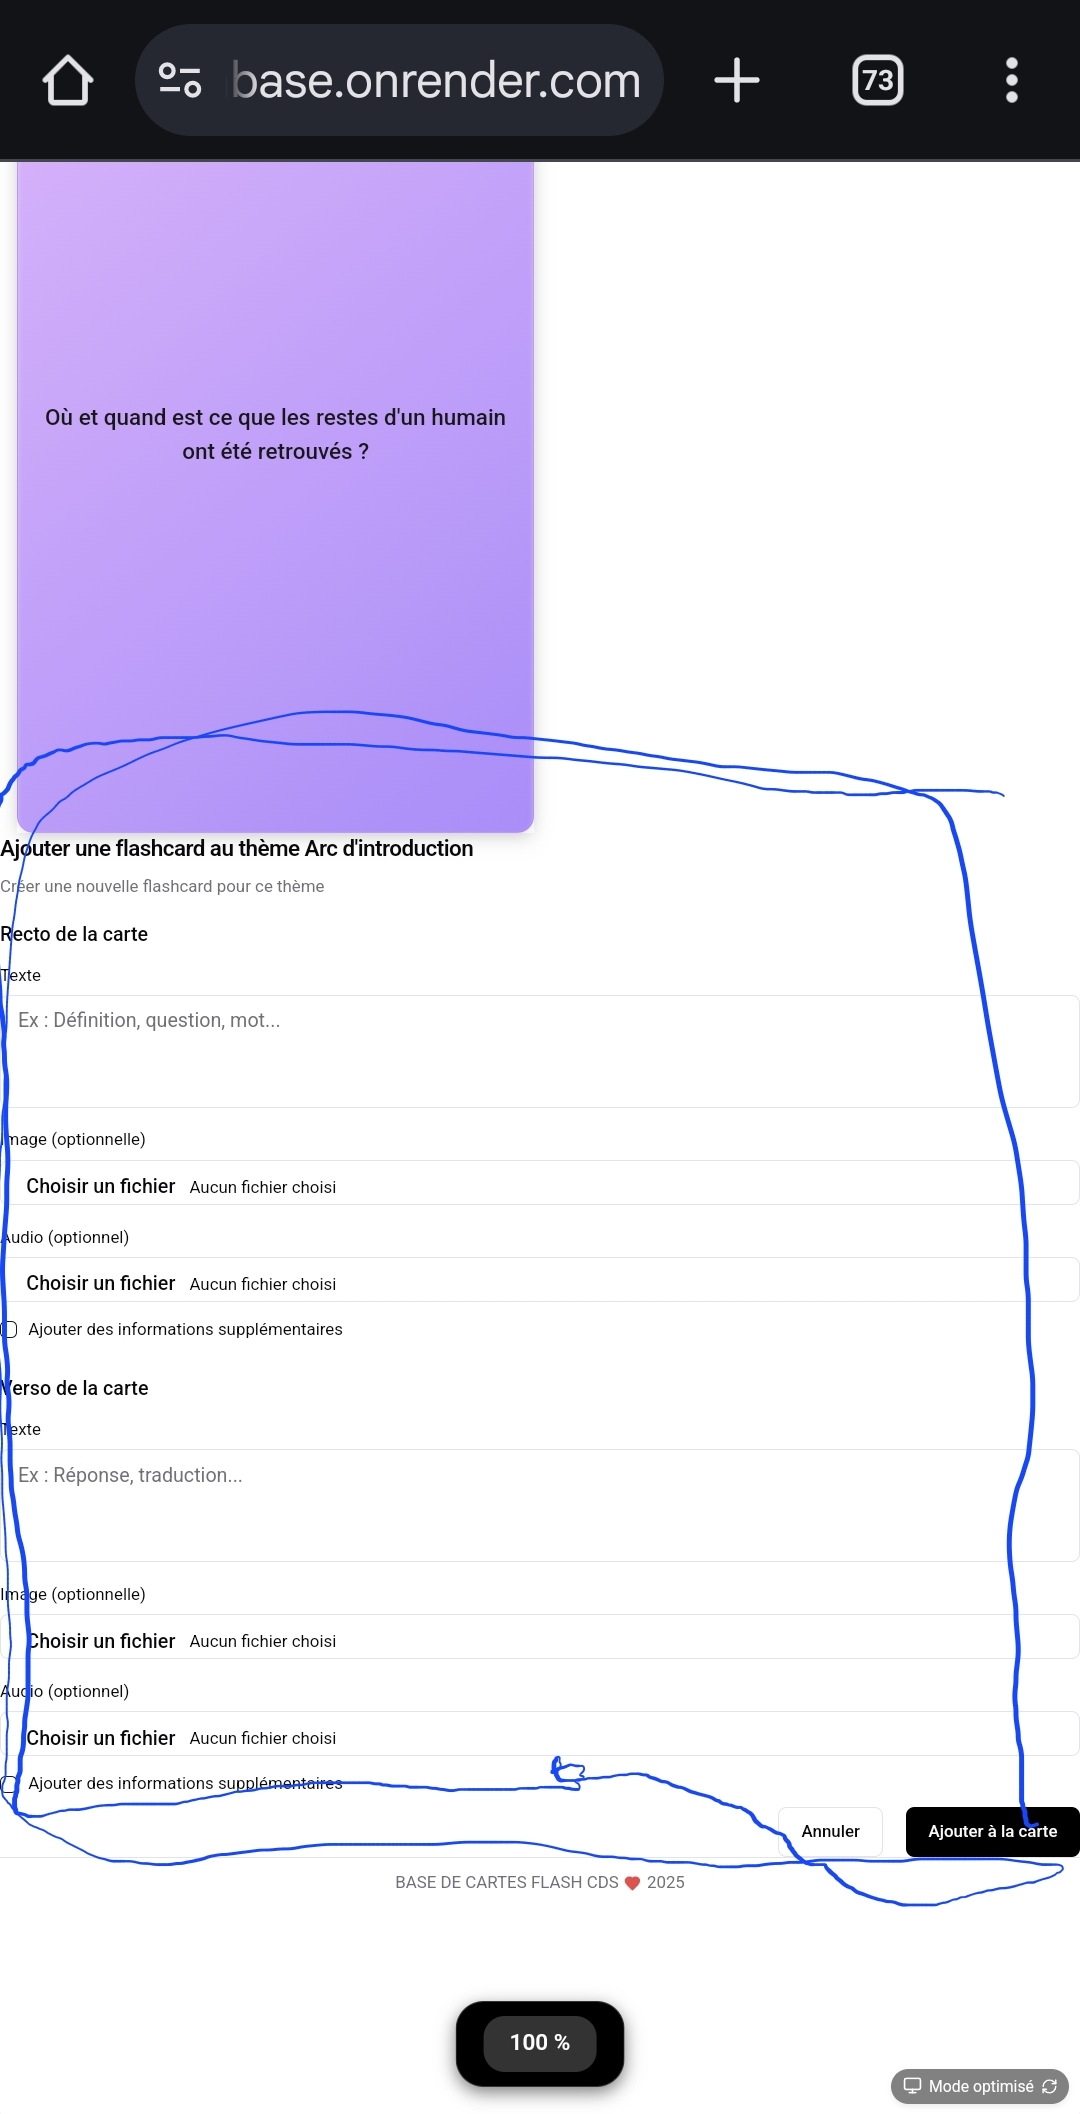 base.onrender.com
73
Où et quand est ce que les restes d'un humain
ont été retrouvés ?
Ajouter une flashcard au thème Arc d'introduction
Créer une nouvelle flashcard pour ce thème
Recto de la carte
Texte
Ex : Définition, question, mot...
Image (optionnelle)
Choisir un fichier Aucun fichier choisi
Audio (optionnel)
Choisir un fichier Aucun fichier choisi
Ajouter des informations supplémentaires
Verso de la carte
Texte
Ex : Réponse, traduction...
Image (optionnelle)
Choisir un fichier Aucun fichier choisi
Audio (optionnel)
Choisir un fichier Aucun fichier choisi
Ajouter des informations supplémentaires
Annuler Ajouter à la carte
BASE DE CARTES FLASH CDS ❤️ 2025
100 %
Mode optimisé